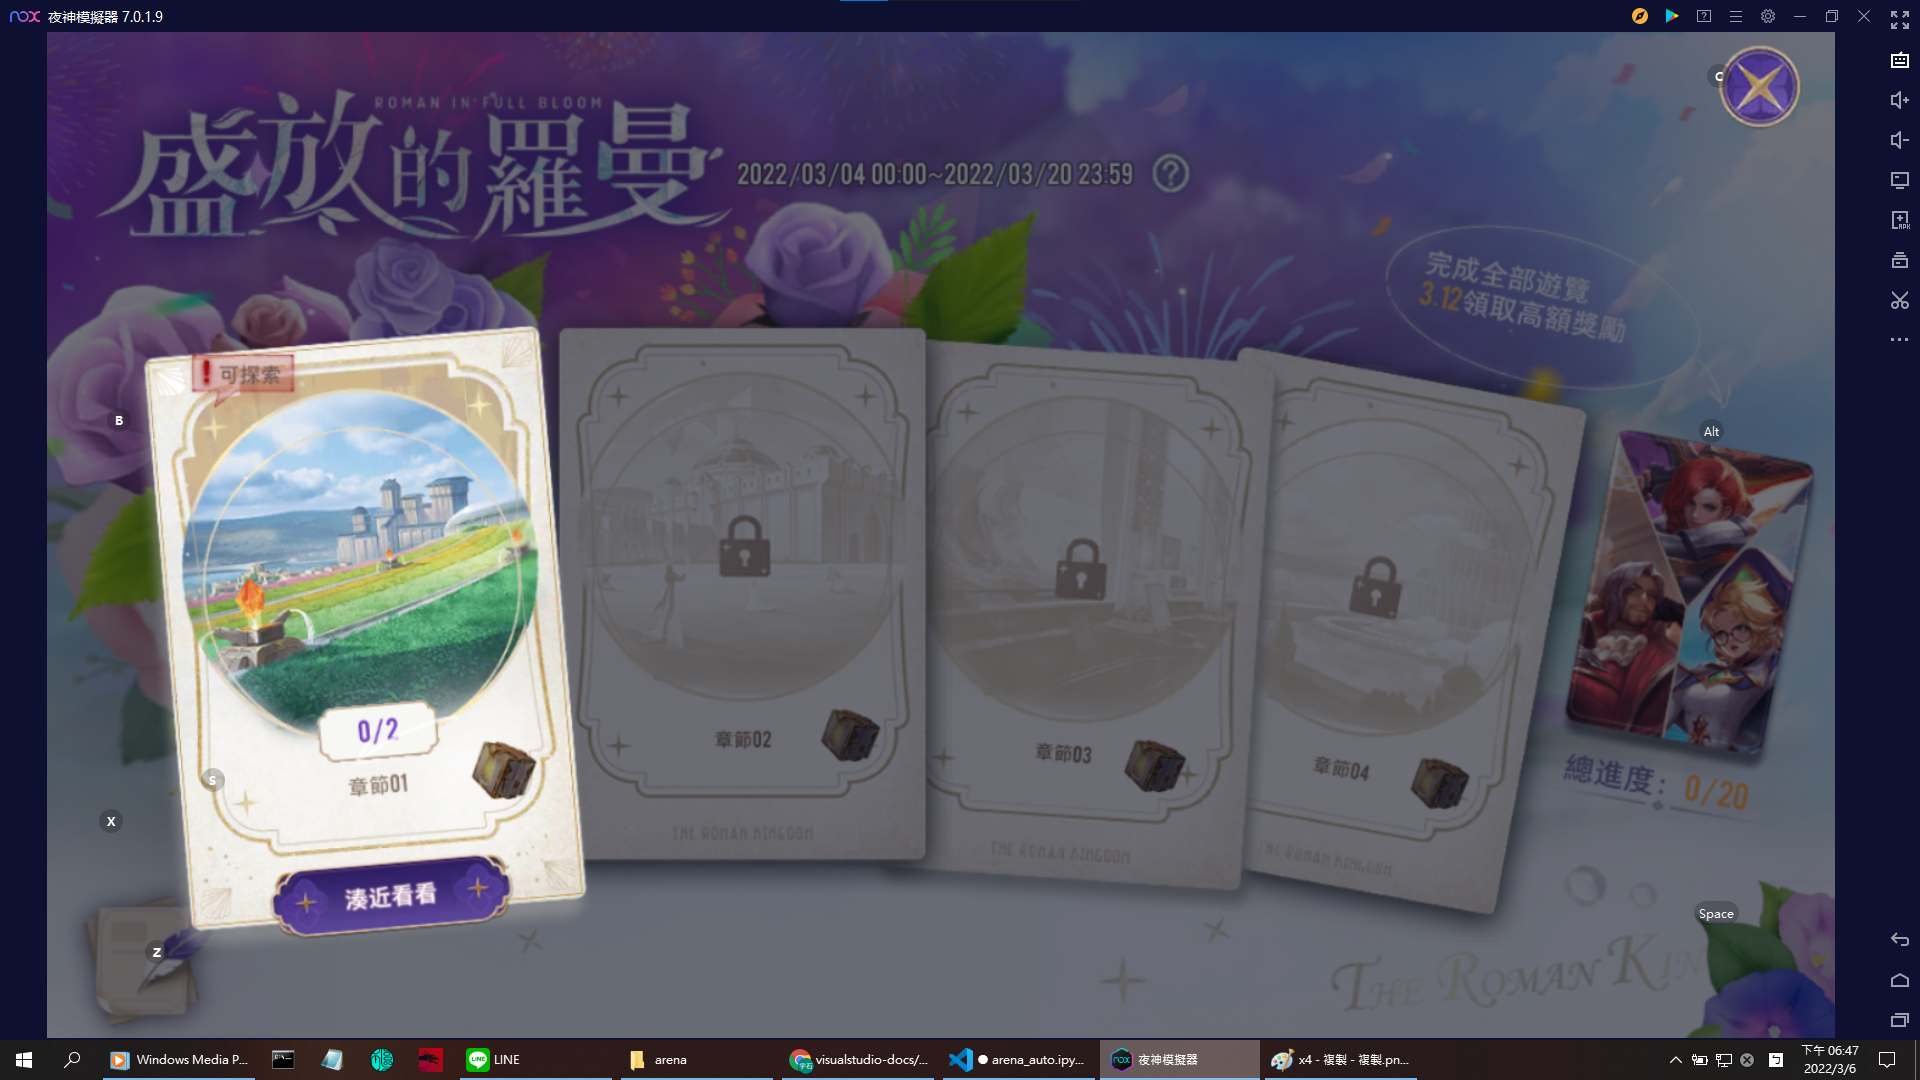 nox 夜神模擬器 7.0.1.9
ROMAN IN FULL BLOOM
盛放的羅曼
2022/03/04 00:00~2022/03/20 23:59
?
C
完成全部遊覽
3.12領取高額獎勵
! 可探索
B
Alt
0/2
章節01
章節02
章節03
章節04
總進度： 0/20
S
X
THE ROMAN KINGDOM
THE ROMAN KINGDOM
THE ROMAN KINGDOM
湊近看看
Space
Z
THE ROMAN KIN
Windows Media P...
LINE
arena
visualstudio-docs/...
arena_auto.ipy...
nox 夜神模擬器
x4 - 複製 - 複製.pn...
下午 06:47
2022/3/6